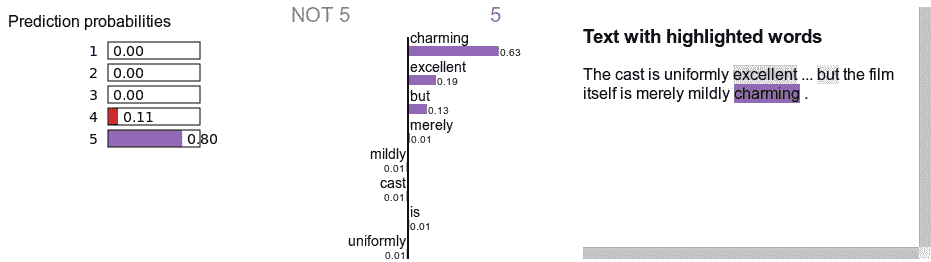 Prediction probabilities
1 0.00
2 0.00
3 0.00
4 0.11
5 0.80
NOT 5 5
charming
0.63
excellent
0.19
but
0.13
merely
0.01
mildly
0.01
cast
0.01
is
0.01
uniformly
0.01
Text with highlighted words
The cast is uniformly excellent ... but the film
itself is merely mildly charming .